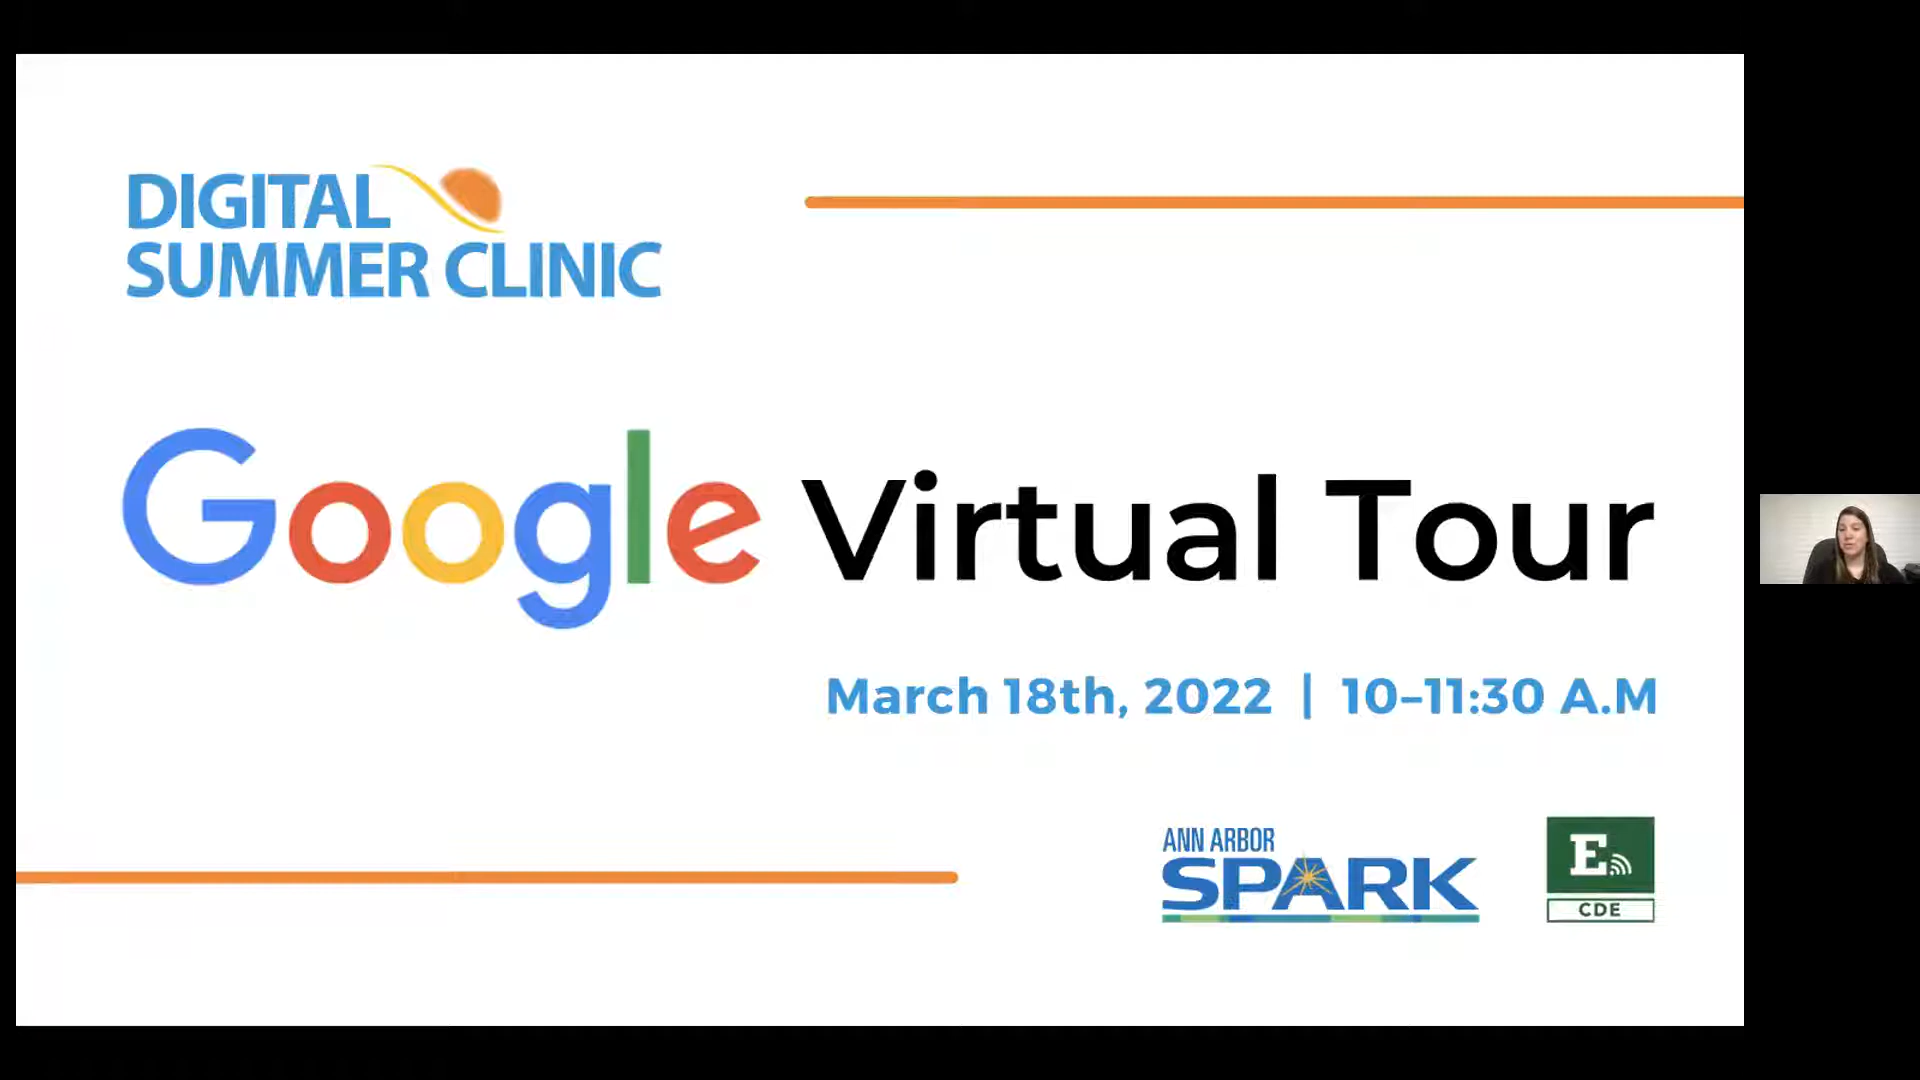 DIGITAL
SUMMER CLINIC
Google Virtual Tour
March 18th, 2022 | 10–11:30 A.M
ANN ARBOR
SPARK
E
CDE